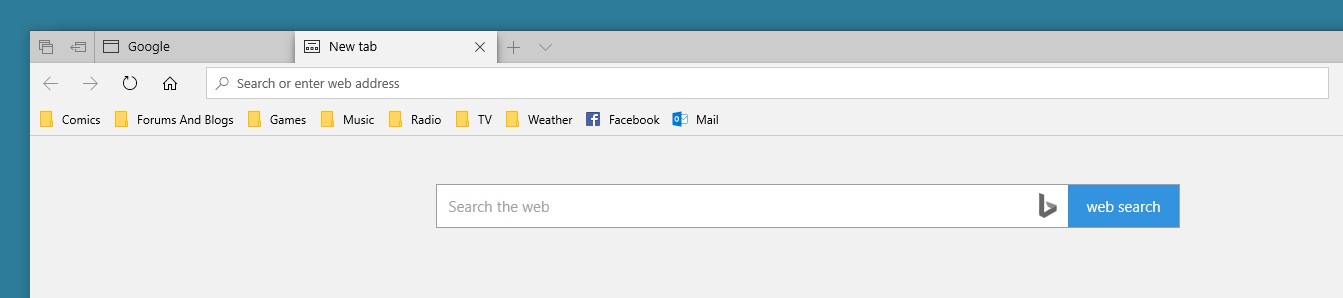 Google New tab
Search or enter web address
Comics Forums And Blogs Games Music Radio TV Weather Facebook Mail
Search the web web search